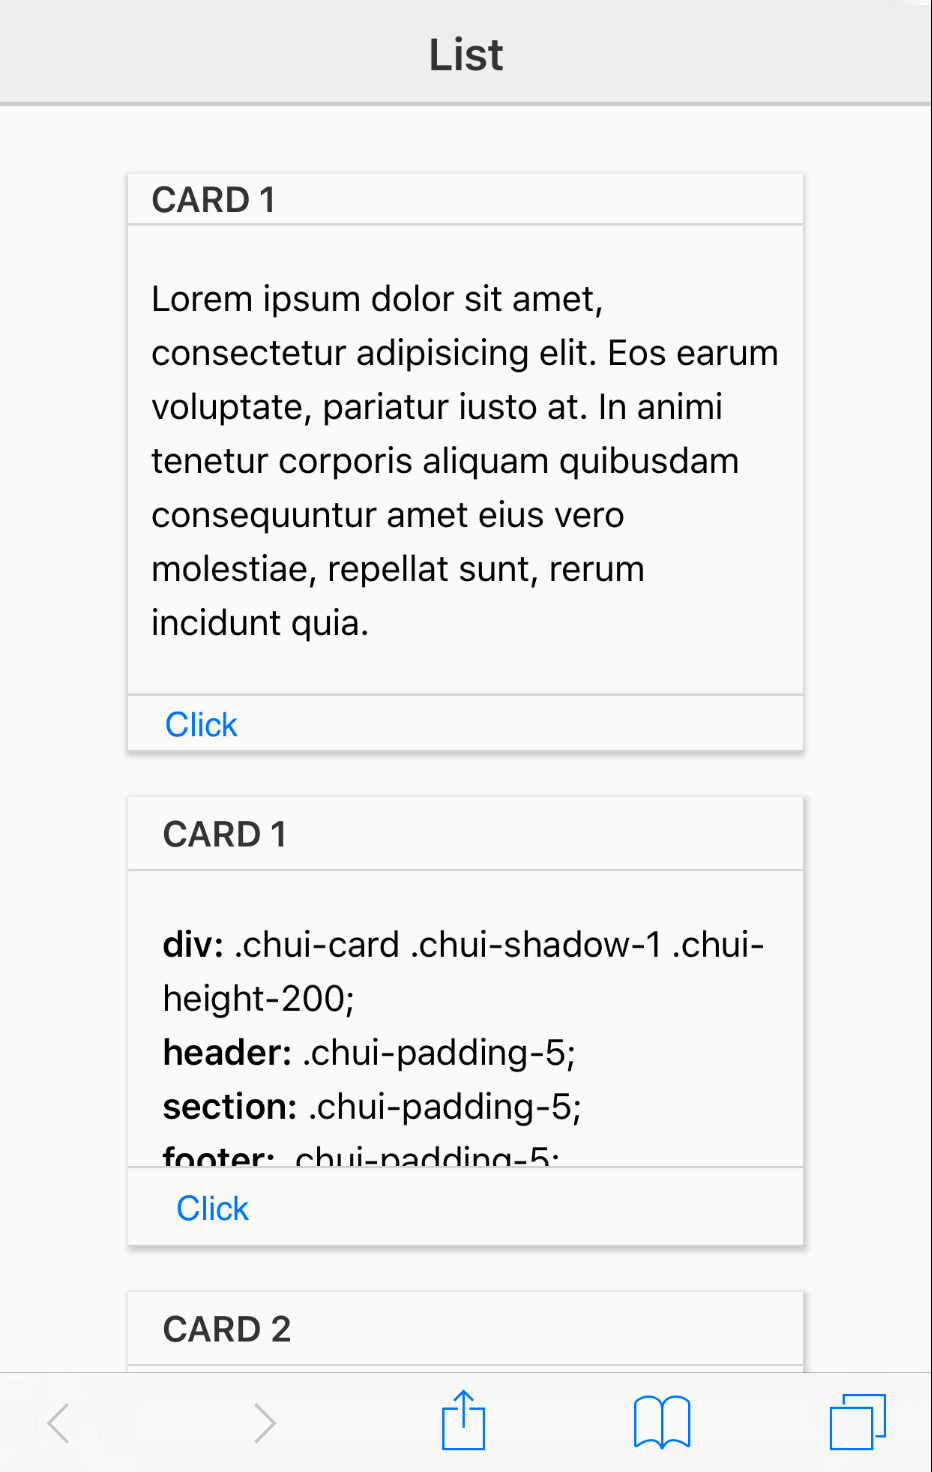 List
CARD 1
Lorem ipsum dolor sit amet,
consectetur adipisicing elit. Eos earum
voluptate, pariatur iusto at. In animi
tenetur corporis aliquam quibusdam
consequuntur amet eius vero
molestiae, repellat sunt, rerum
incidunt quia.
Click
CARD 1
div: .chui-card .chui-shadow-1 .chui-
height-200;
header: .chui-padding-5;
section: .chui-padding-5;
footer: .chui-padding-5;
Click
CARD 2